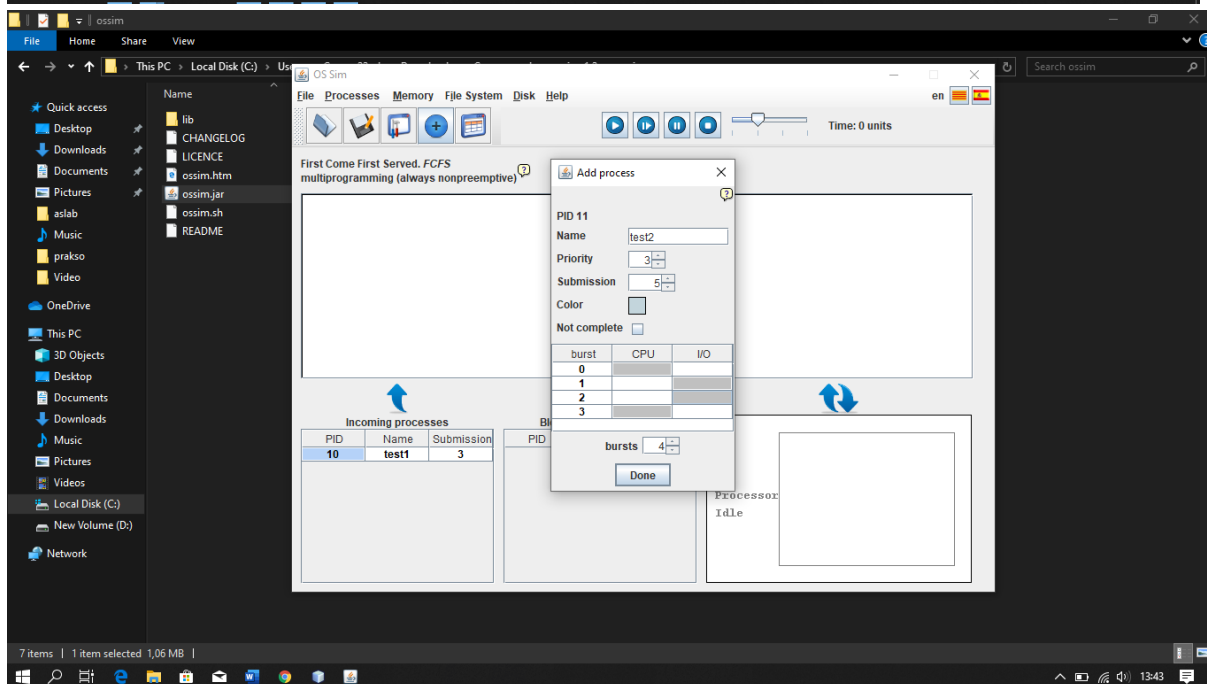 ossim
File Home Share View
This PC › Local Disk (C:) ›
Search ossim
Quick access
Desktop
Downloads
Documents
Pictures
aslab
Music
prakso
Video
OneDrive
This PC
3D Objects
Desktop
Documents
Downloads
Music
Pictures
Videos
Local Disk (C:)
New Volume (D:)
Network
Name
lib
CHANGELOG
LICENCE
ossim.htm
ossim.jar
ossim.sh
README
OS Sim
File Processes Memory File System Disk Help
en
Time: 0 units
First Come First Served. FCFS
multiprogramming (always nonpreemptive)
Incoming processes
PID Name Submission
10 test1 3
PID
Processor
Idle
Add process
PID 11
Name test2
Priority 3
Submission 5
Color
Not complete
burst CPU I/O
0
1
2
3
bursts 4
Done
7 items 1 item selected 1,06 MB
13:43